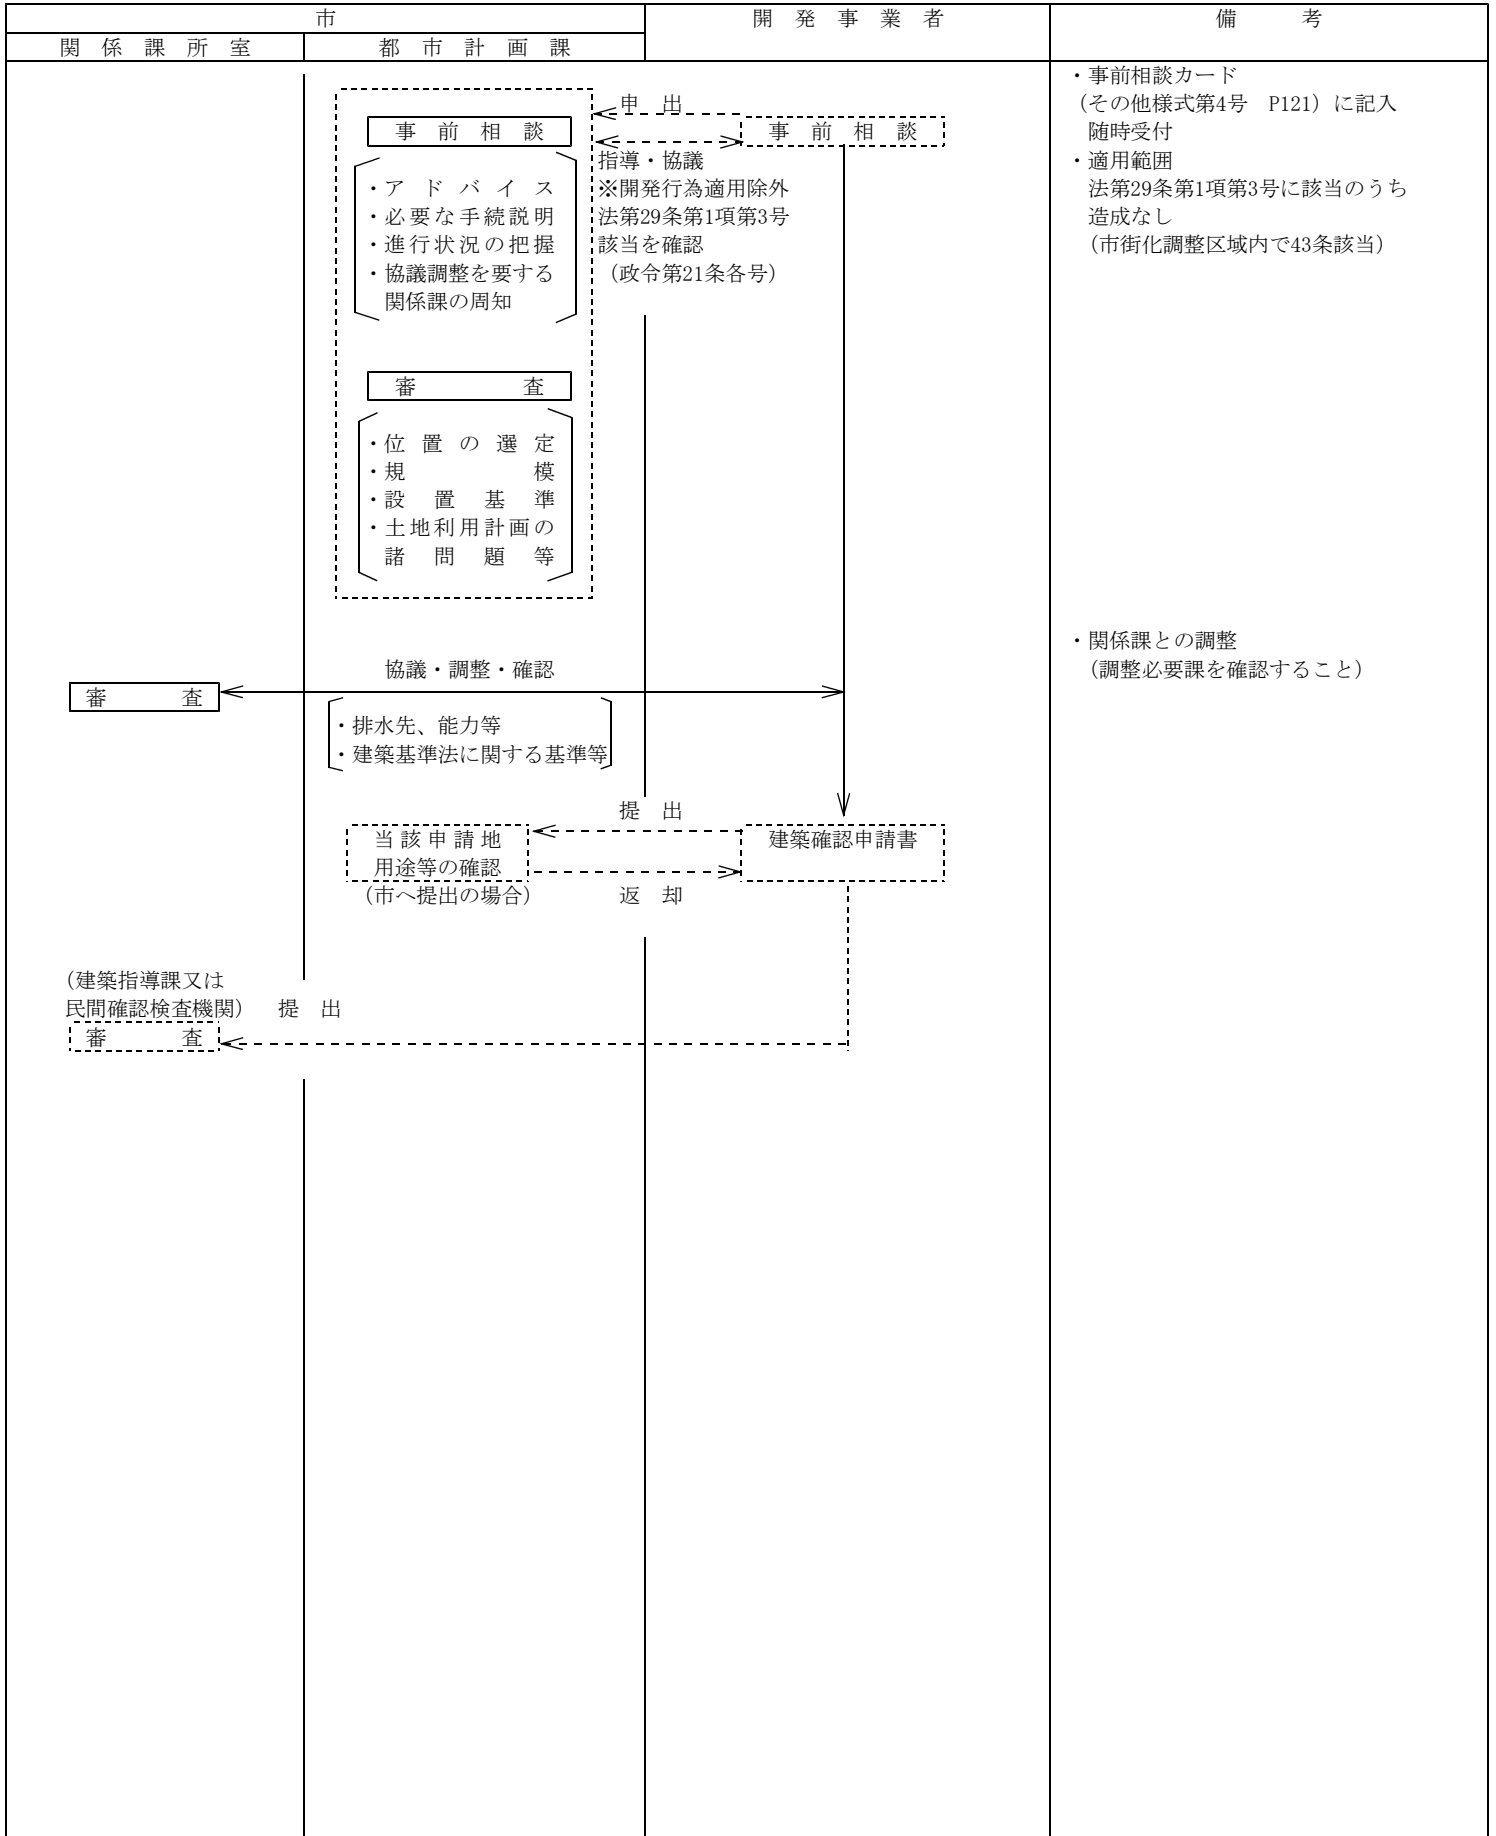 市
開発事業者
備考
関係課所室
都市計画課
・事前相談カード
（その他様式第4号　P121）に記入
随時受付
・適用範囲
法第29条第1項第3号に該当のうち
造成なし
（市街化調整区域内で43条該当）
申出
事前相談
事前相談
指導・協議
※開発行為適用除外
法第29条第1項第3号
該当を確認
（政令第21条各号）
・アドバイス
・必要な手続説明
・進行状況の把握
・協議調整を要する
関係課の周知
審査
・位置の選定
・規模
・設置基準
・土地利用計画の
諸問題等
・関係課との調整
（調整必要課を確認すること）
協議・調整・確認
審査
・排水先、能力等
・建築基準法に関する基準等
提出
当該申請地
用途等の確認
（市へ提出の場合）
建築確認申請書
返却
（建築指導課又は
民間確認検査機関）
提出
審査